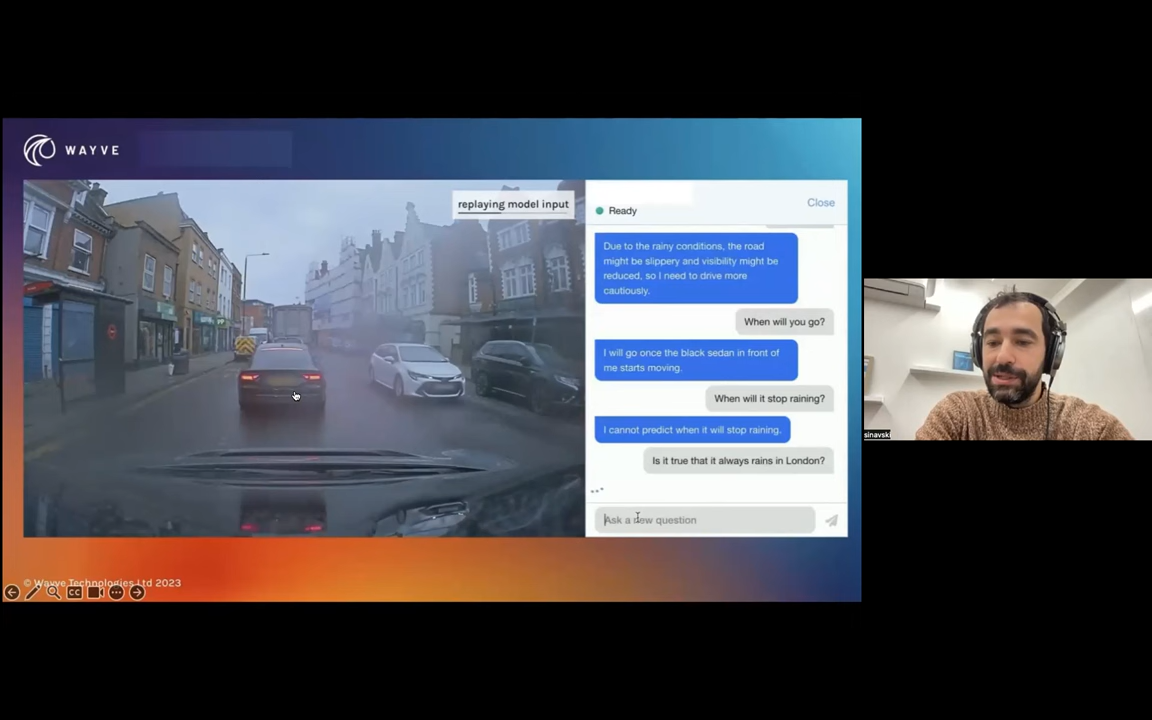 WAYVE
replaying model input
Ready
Close
Due to the rainy conditions, the road
might be slippery and visibility might be
reduced, so I need to drive more
cautiously.
When will you go?
I will go once the black sedan in front of
me starts moving.
When will it stop raining?
I cannot predict when it will stop raining.
Is it true that it always rains in London?
Ask a new question
sinavski
© Wayve Technologies Ltd 2023
CC